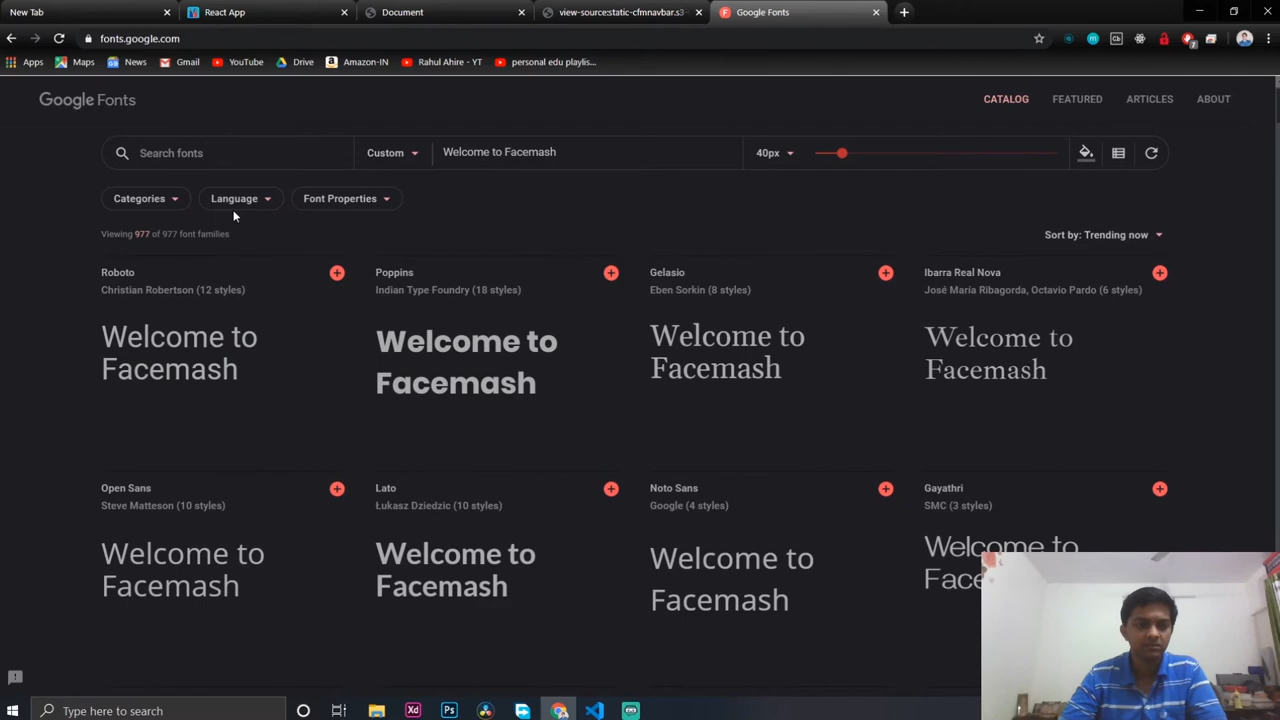 New Tab
React App
Document
view-source:static-cfmnavbar.s3-
Google Fonts
fonts.google.com
Apps
Maps
News
Gmail
YouTube
Drive
Amazon-IN
Rahul Ahire - YT
personal edu playlis...
Google Fonts
CATALOG
FEATURED
ARTICLES
ABOUT
Search fonts
Custom
Welcome to Facemash
40px
Categories
Language
Font Properties
Viewing 977 of 977 font families
Sort by: Trending now
Roboto
Christian Robertson (12 styles)
Welcome to
Facemash
Poppins
Indian Type Foundry (18 styles)
Welcome to
Facemash
Gelasio
Eben Sorkin (8 styles)
Welcome to
Facemash
Ibarra Real Nova
José María Ribagorda, Octavio Pardo (6 styles)
Welcome to
Facemash
Open Sans
Steve Matteson (10 styles)
Welcome to
Facemash
Lato
Łukasz Dziedzic (10 styles)
Welcome to
Facemash
Noto Sans
Google (4 styles)
Welcome to
Facemash
Gayathri
SMC (3 styles)
Welcome to
Face
Type here to search
Xd
Ps